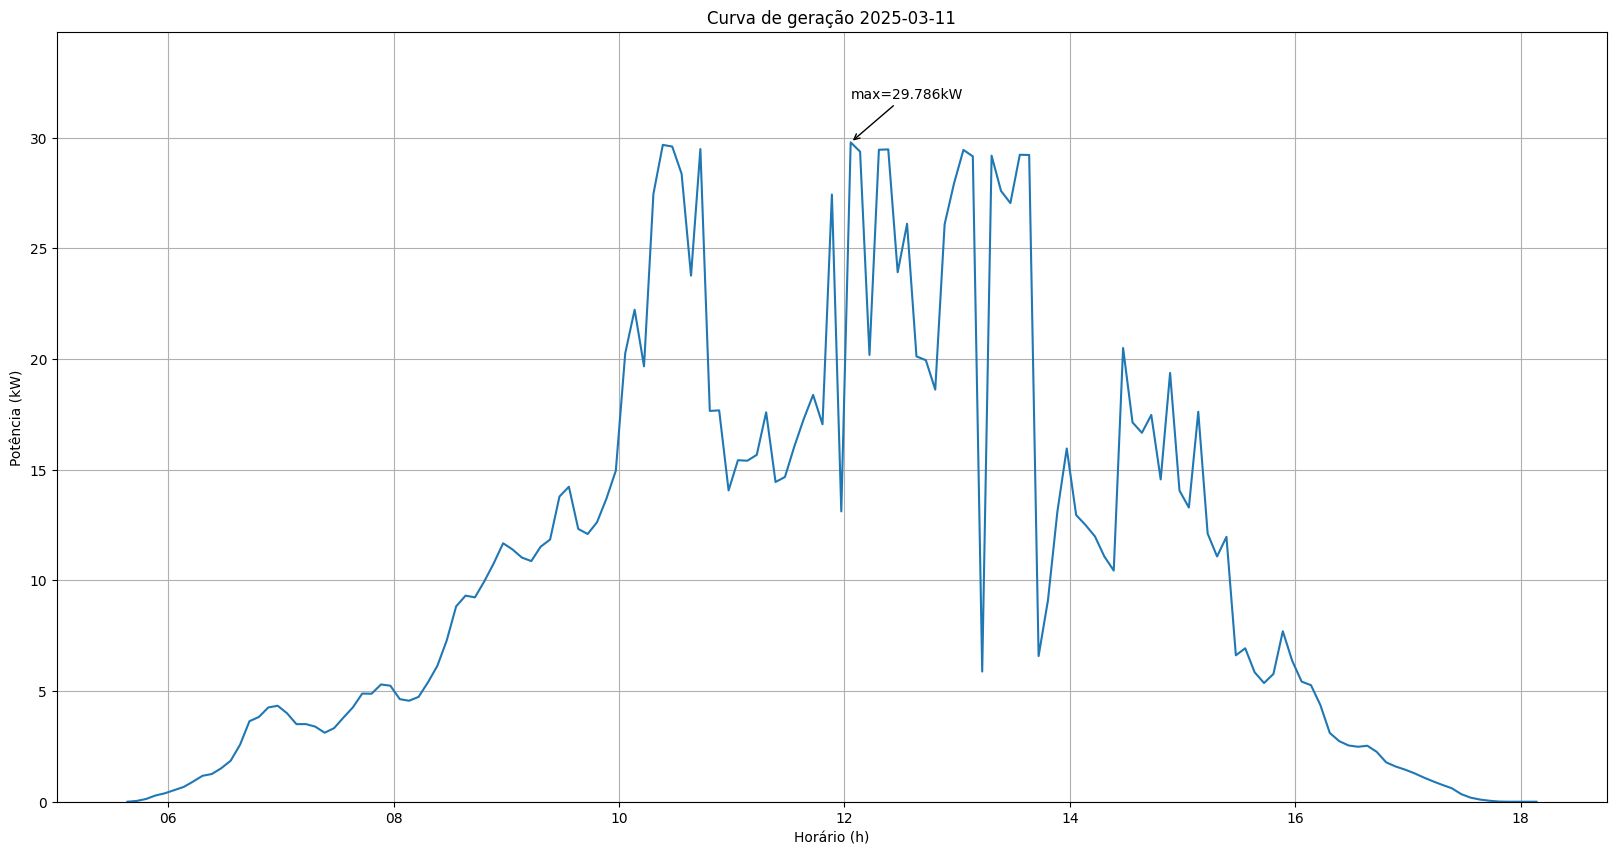 Curva de geração 2025-03-11
max=29.786kW
30
25
20
15
10
5
0
Potência (kW)
06 08 10 12 14 16 18
Horário (h)